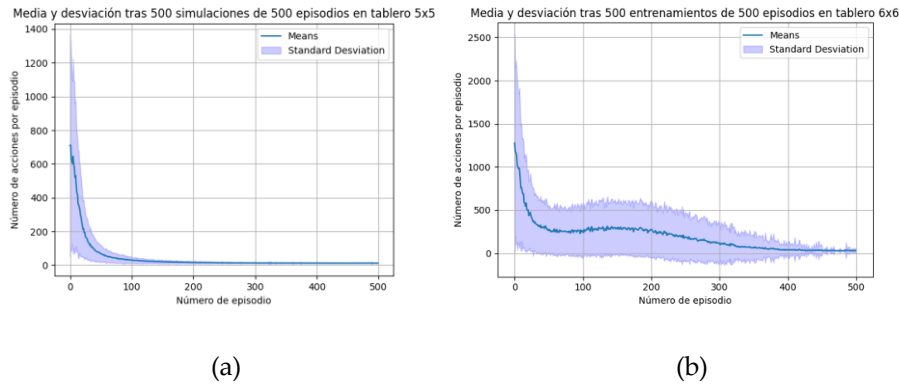 Media y desviación tras 500 simulaciones de 500 episodios en tablero 5x5
1400
1200
1000
800
600
400
200
0
Número de acciones por episodio
Means
Standard Desviation
0
100
200
300
400
500
Número de episodio
(a)
Media y desviación tras 500 entrenamientos de 500 episodios en tablero 6x6
2500
2000
1500
1000
500
0
Número de acciones por episodio
Means
Standard Desviation
0
100
200
300
400
500
Número de episodio
(b)